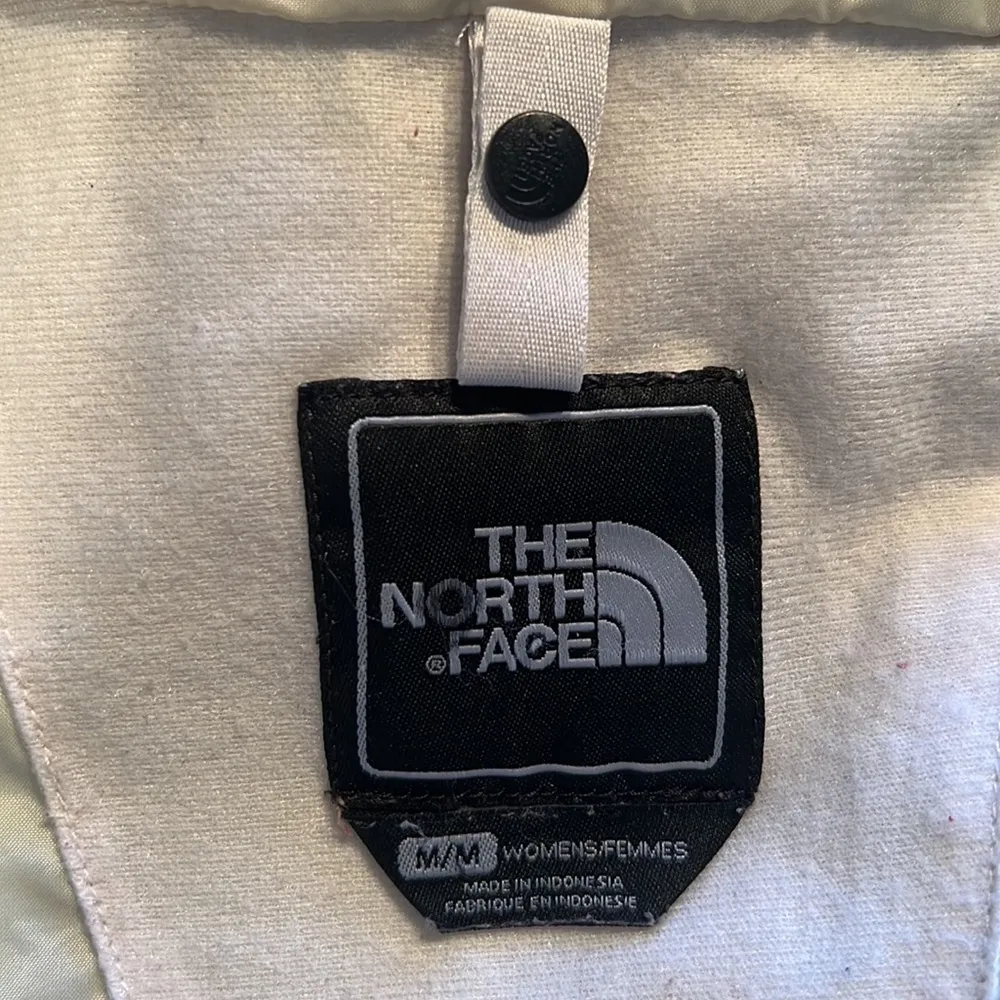 THE
NORTH
®FACE
M/M WOMENS/FEMMES
MADE IN INDONESIA
FABRIQUE EN INDONESIE